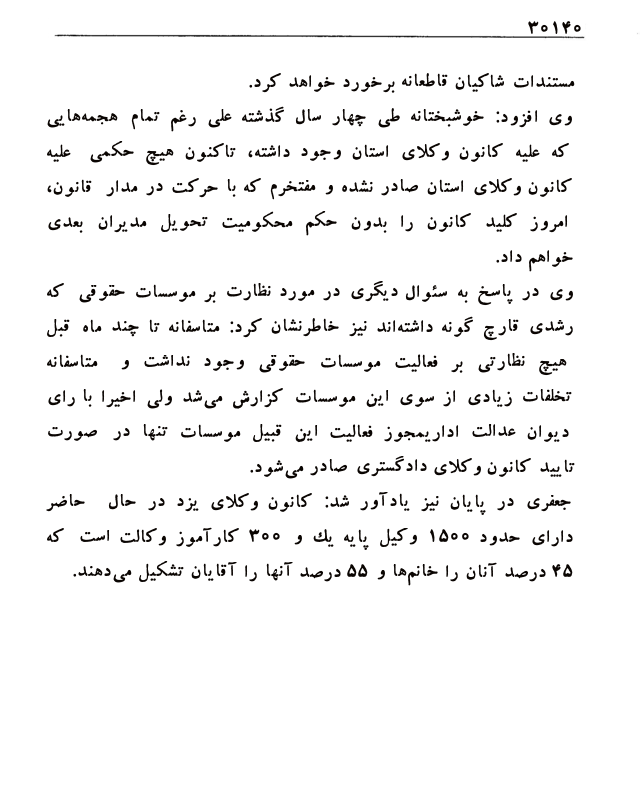 ۳۰۱۴۰
مستندات شاکیان قاطعانه برخورد خواهد کرد.
وی افزود: خوشبختانه طی چهار سال گذشته علی رغم تمام هجمه‌هایی
که علیه کانون وکلای استان وجود داشته، تاکنون هیچ حکمی علیه
کانون وکلای استان صادر نشده و مفتخرم که با حرکت در مدار قانون،
امروز کلید کانون را بدون حکم محکومیت تحویل مدیران بعدی
خواهم داد.
وی در پاسخ به سئوال دیگری در مورد نظارت بر موسسات حقوقی که
رشدی قارچ گونه داشته‌اند نیز خاطرنشان کرد: متاسفانه تا چند ماه قبل
هیچ نظارتی بر فعالیت موسسات حقوقی وجود نداشت و متاسفانه
تخلفات زیادی از سوی این موسسات گزارش می‌شد ولی اخیرا با رای
دیوان عدالت اداریمجوز فعالیت این قبیل موسسات تنها در صورت
تایید کانون وکلای دادگستری صادر می‌شود.
جعفری در پایان نیز یادآور شد: کانون وکلای یزد در حال حاضر
دارای حدود ۱۵۰۰ وکیل پایه یك و ۳۰۰ کارآموز وکالت است که
۴۵ درصد آنان را خانم‌ها و ۵۵ درصد آنها را آقایان تشکیل می‌دهند.